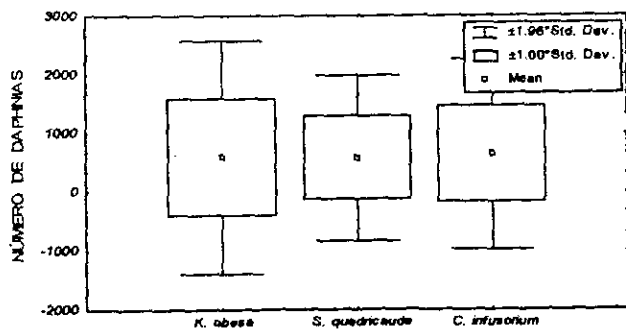 3000
2000
1000
0
-1000
-2000
NÚMERO DE DAPHNIAS
±1.96*Std. Dev.
±1.00*Std. Dev.
Mean
K. obesa
S. quadricauda
C. infusorium